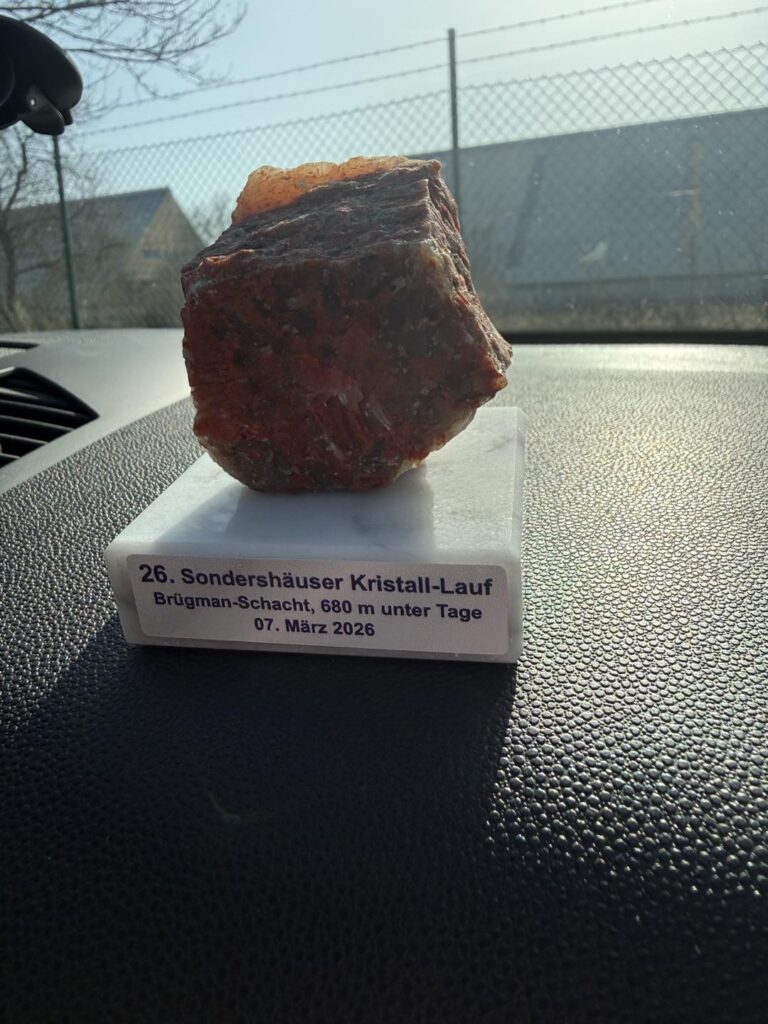 26. Sondershäuser Kristall-Lauf
Brügman-Schacht, 680 m unter Tage
07. März 2026